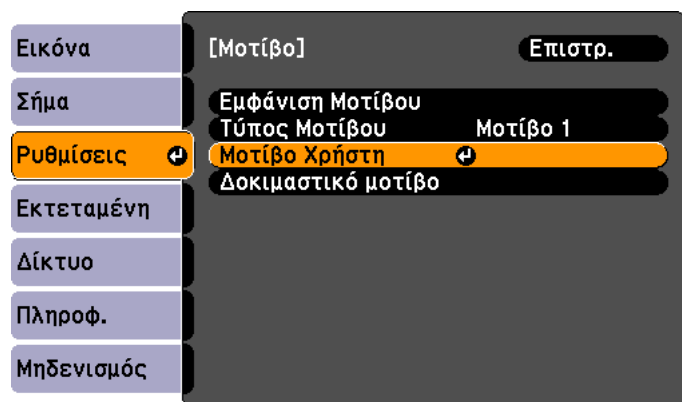 Εικόνα
Σήμα
Ρυθμίσεις
Εκτεταμένη
Δίκτυο
Πληροφ.
Μηδενισμός
[Μοτίβο] Επιστρ.
Εμφάνιση Μοτίβου
Τύπος Μοτίβου Μοτίβο 1
Μοτίβο Χρήστη
Δοκιμαστικό μοτίβο